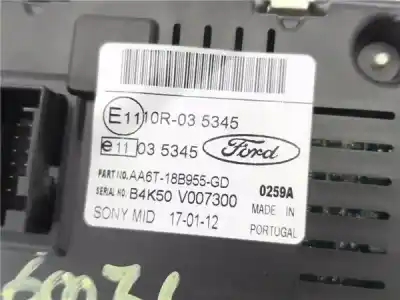 E11 10R-03 5345
e11 03 5345 Ford
PART NO. AA6T-18B955-GD
SERIAL NO. B4K50 V007300 0259A
SONY MID 17-01-12 MADE IN
PORTUGAL